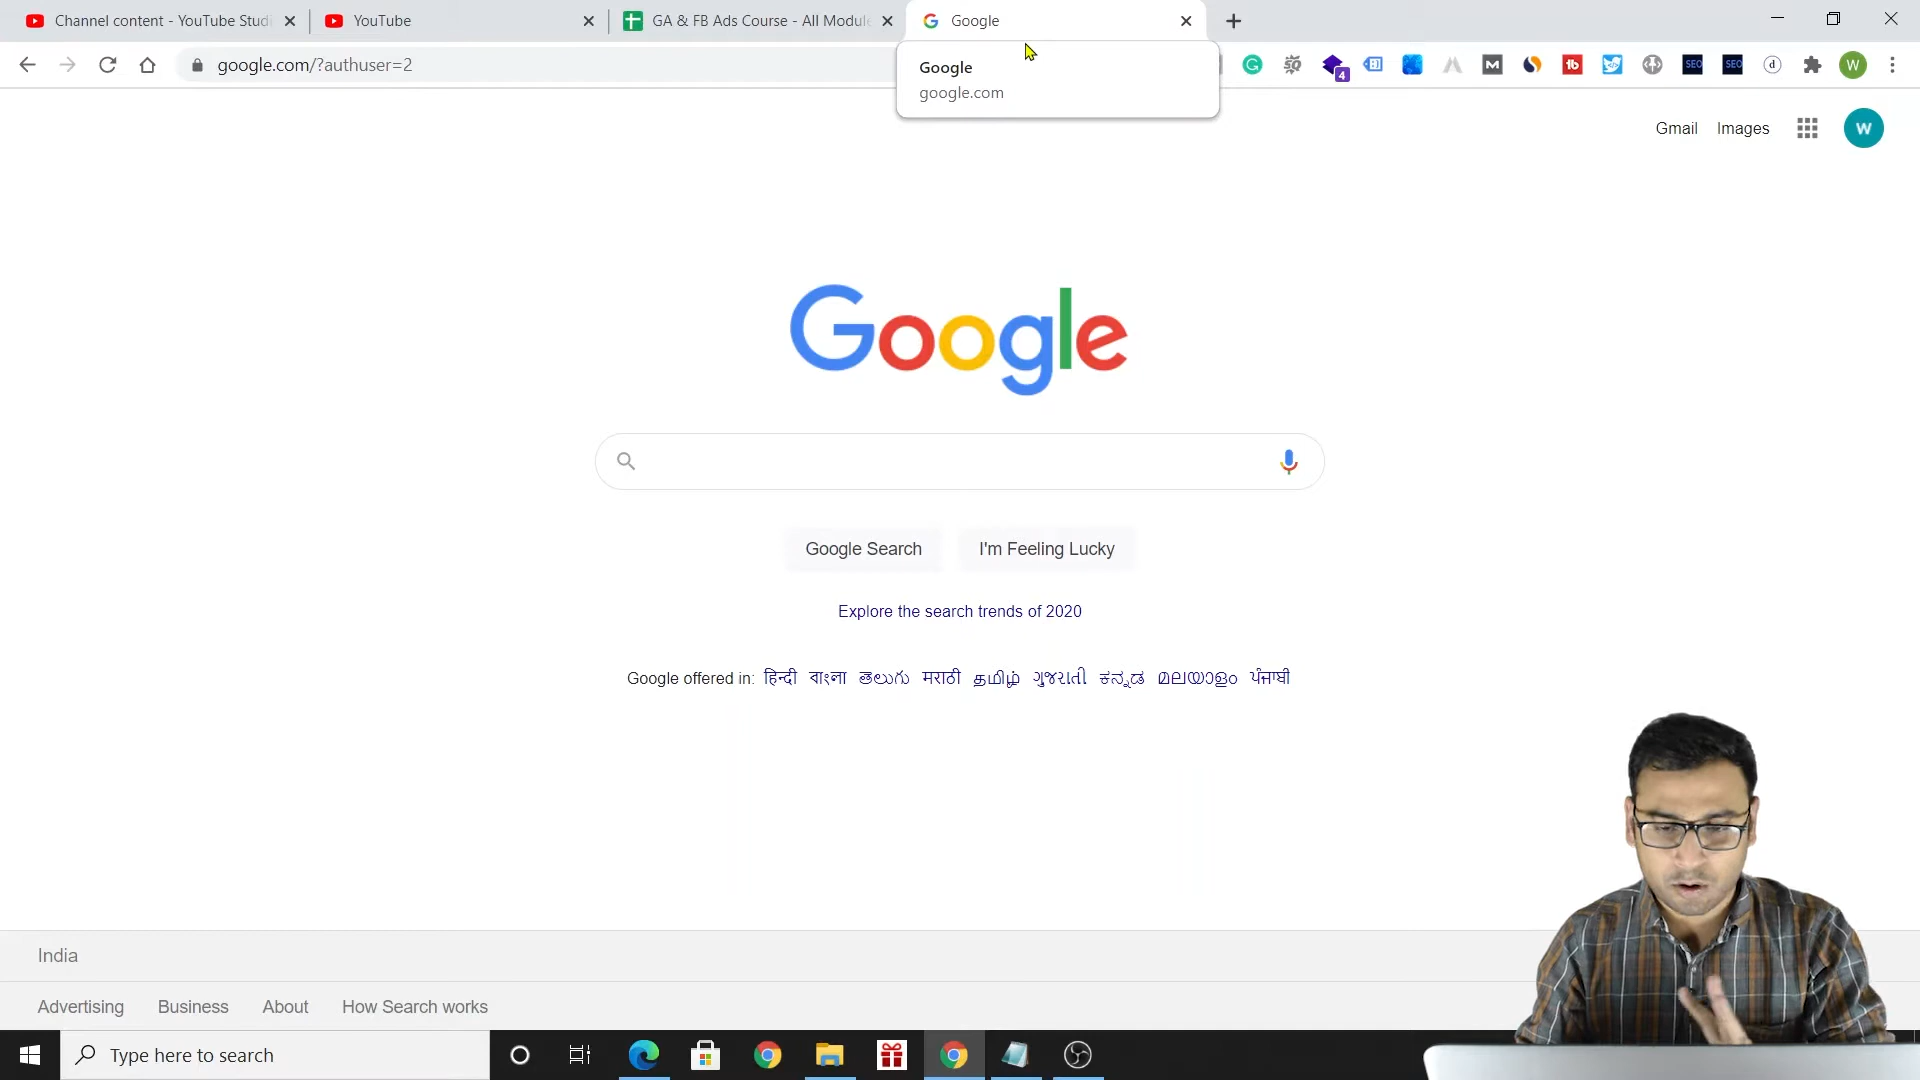 Channel content - YouTube Studi
YouTube
GA & FB Ads Course - All Module
Google
google.com/?authuser=2
Google
google.com
4
W
Gmail
Images
W
Google
Google Search
I'm Feeling Lucky
Explore the search trends of 2020
Google offered in: हिन्दी বাংলা తెలుగు मराठी தமிழ் ગુજરાતી ಕನ್ನಡ മലയാളം ਪੰਜਾਬੀ
India
Advertising Business About How Search works
Type here to search